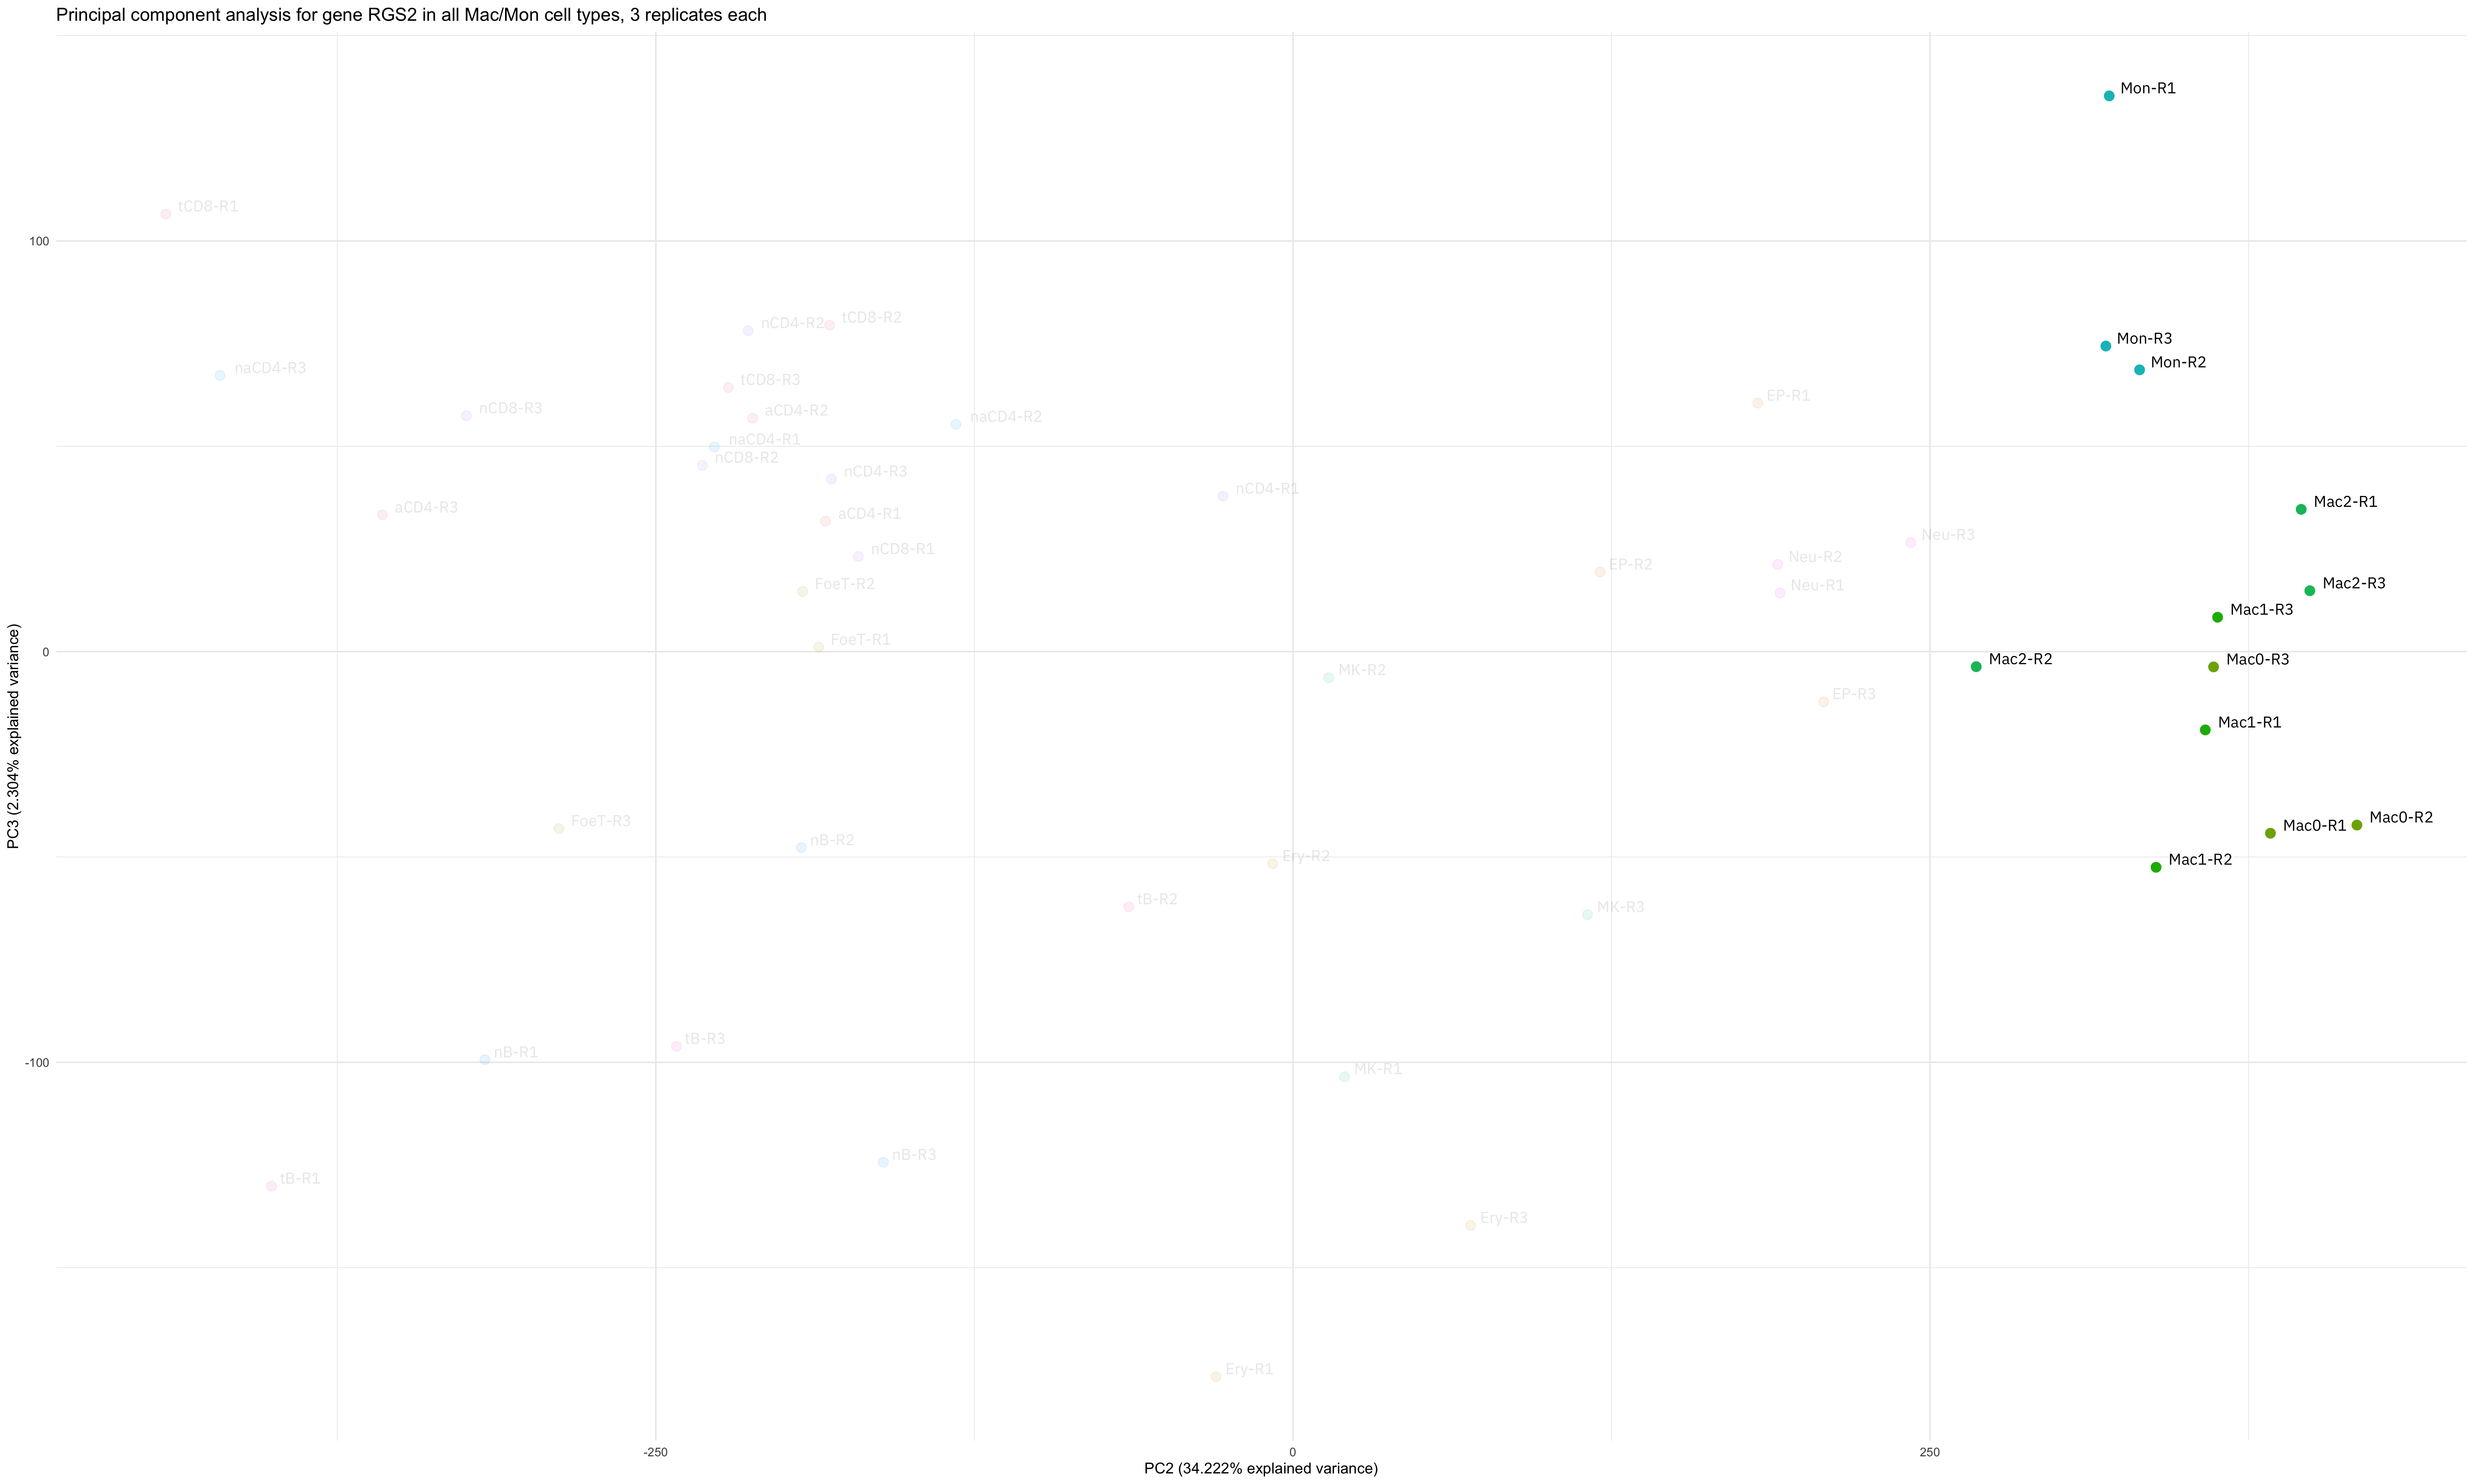 Principal component analysis for gene RGS2 in all Mac/Mon cell types, 3 replicates each
Mon-R1
tCD8-R1
100
nCD4-R2
tCD8-R2
Mon-R3
Mon-R2
naCD4-R3
tCD8-R3
EP-R1
nCD8-R3
aCD4-R2
naCD4-R2
naCD4-R1
nCD8-R2
nCD4-R3
nCD4-R1
Mac2-R1
aCD4-R3
aCD4-R1
Neu-R3
nCD8-R1
Neu-R2
EP-R2
FoeT-R2
Neu-R1
Mac2-R3
Mac1-R3
FoeT-R1
0
Mac2-R2
Mac0-R3
MK-R2
EP-R3
Mac1-R1
PC3 (2.304% explained variance)
FoeT-R3
Mac0-R1
Mac0-R2
nB-R2
Ery-R2
Mac1-R2
tB-R2
MK-R3
tB-R3
nB-R1
-100
MK-R1
nB-R3
tB-R1
Ery-R3
Ery-R1
-250
0
250
PC2 (34.222% explained variance)